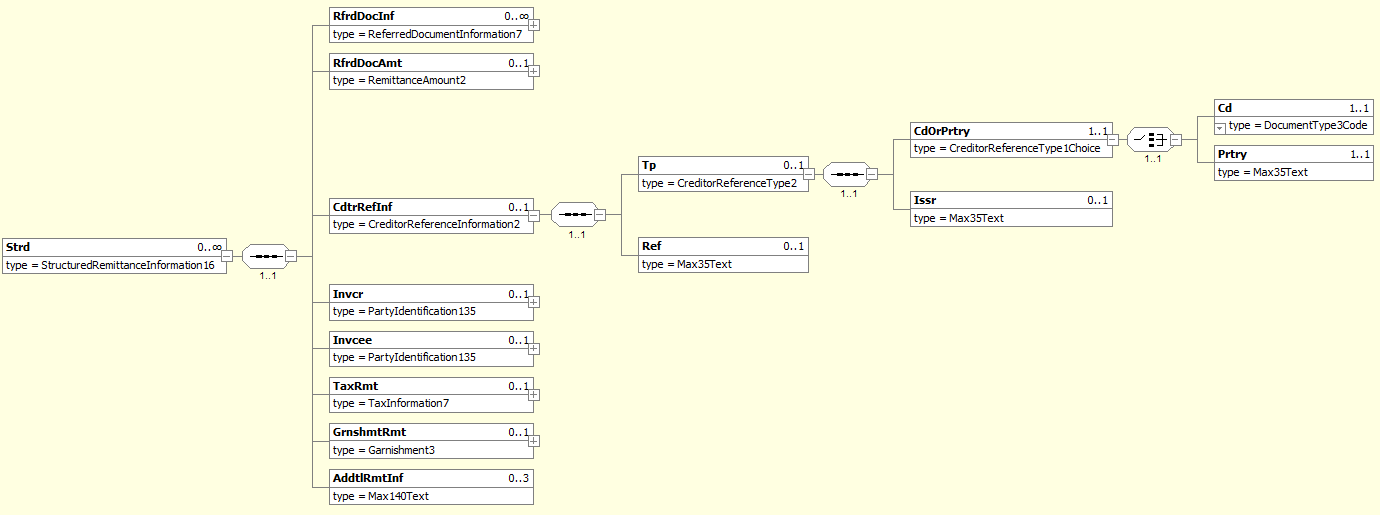 Strd 0..∞
type = StructuredRemittanceInformation16
1..1
RfrdDocInf 0..∞
type = ReferredDocumentInformation7
RfrdDocAmt 0..1
type = RemittanceAmount2
CdtrRefInf 0..1
type = CreditorReferenceInformation2
1..1
Tp 0..1
type = CreditorReferenceType2
1..1
CdOrPrtry 1..1
type = CreditorReferenceType1Choice
1..1
Cd 1..1
type = DocumentType3Code
Prtry 1..1
type = Max35Text
Issr 0..1
type = Max35Text
Ref 0..1
type = Max35Text
Invcr 0..1
type = PartyIdentification135
Invcee 0..1
type = PartyIdentification135
TaxRmt 0..1
type = TaxInformation7
GrnshmtRmt 0..1
type = Garnishment3
AddtlRmtInf 0..3
type = Max140Text